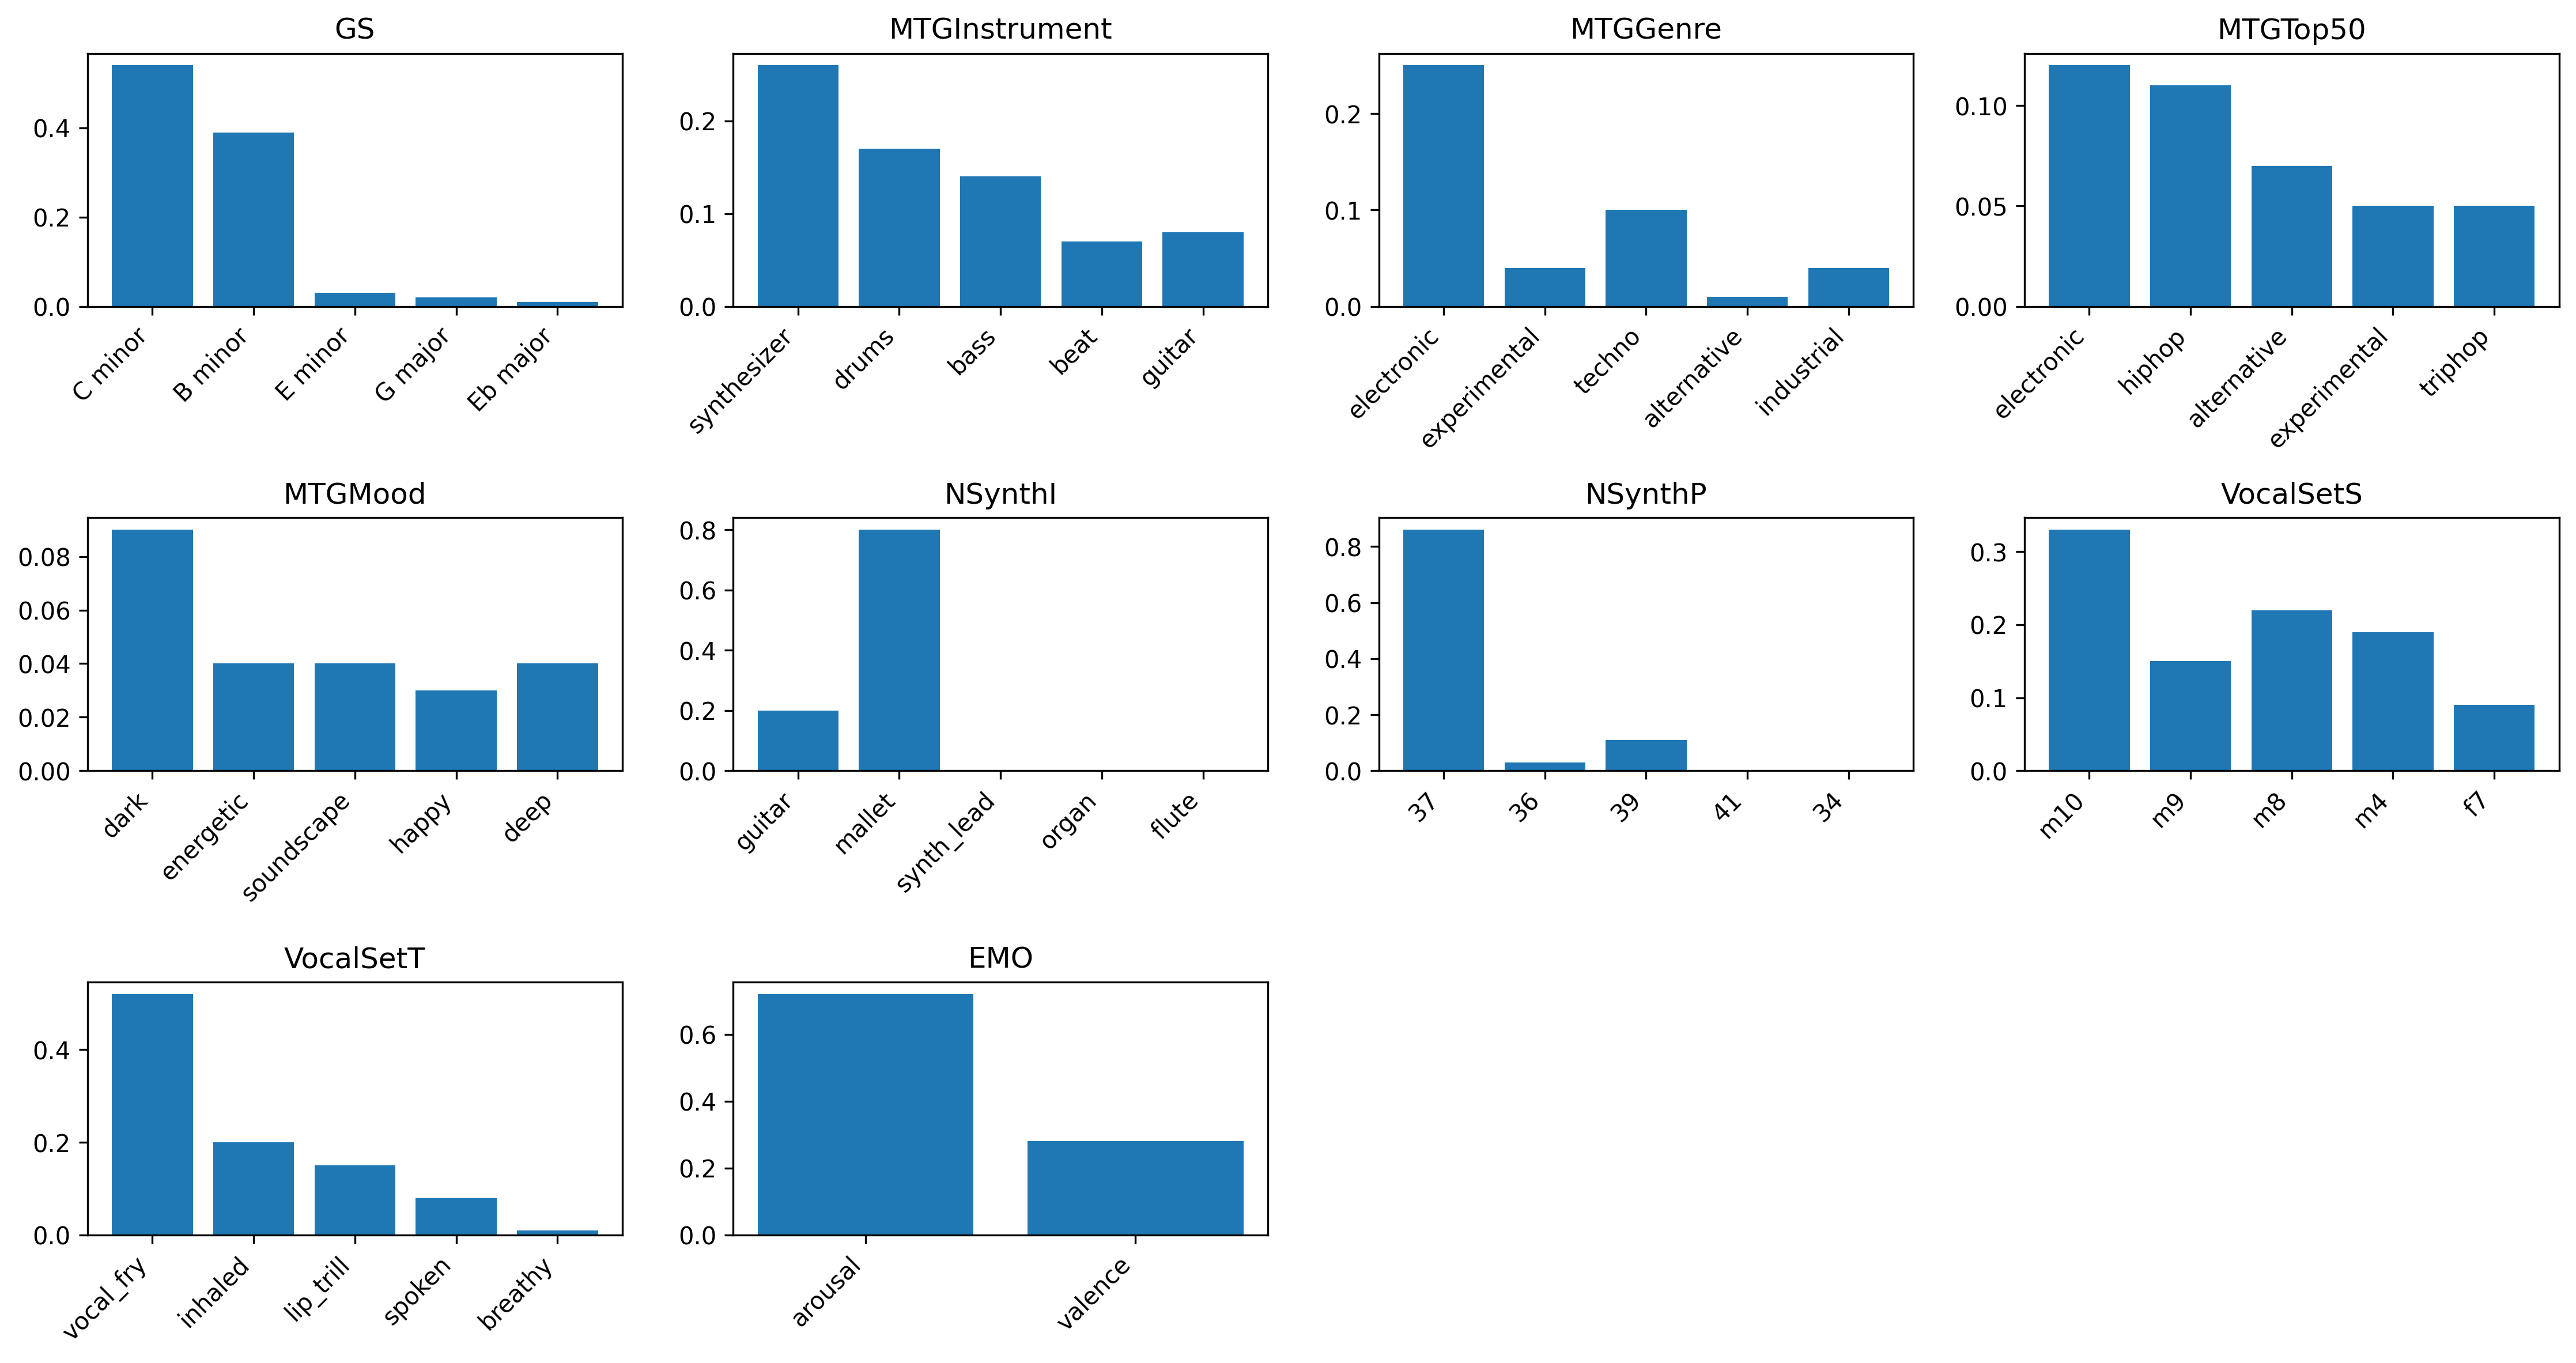 GS
0.4
0.2
0.0
C minor
B minor
E minor
G major
Eb major
MTGInstrument
0.2
0.1
0.0
synthesizer
drums
bass
beat
guitar
MTGGenre
0.2
0.1
0.0
electronic
experimental
techno
alternative
industrial
MTGTop50
0.10
0.05
0.00
electronic
hiphop
alternative
experimental
triphop
MTGMood
0.08
0.06
0.04
0.02
0.00
dark
energetic
soundscape
happy
deep
NSynthI
0.8
0.6
0.4
0.2
0.0
guitar
mallet
synth_lead
organ
flute
NSynthP
0.8
0.6
0.4
0.2
0.0
37
36
39
41
34
VocalSetS
0.3
0.2
0.1
0.0
m10
m9
m8
m4
f7
VocalSetT
0.4
0.2
0.0
vocal_fry
inhaled
lip_trill
spoken
breathy
EMO
0.6
0.4
0.2
0.0
arousal
valence